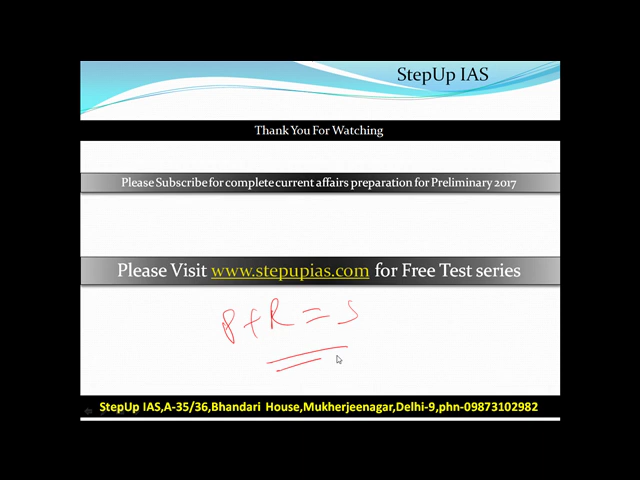 StepUp IAS
Thank You For Watching
Please Subscribe for complete current affairs preparation for Preliminary 2017
Please Visit www.stepupias.com for Free Test series
P+R=S
StepUp IAS,A-35/36,Bhandari House,Mukherjeenagar,Delhi-9,phn-09873102982